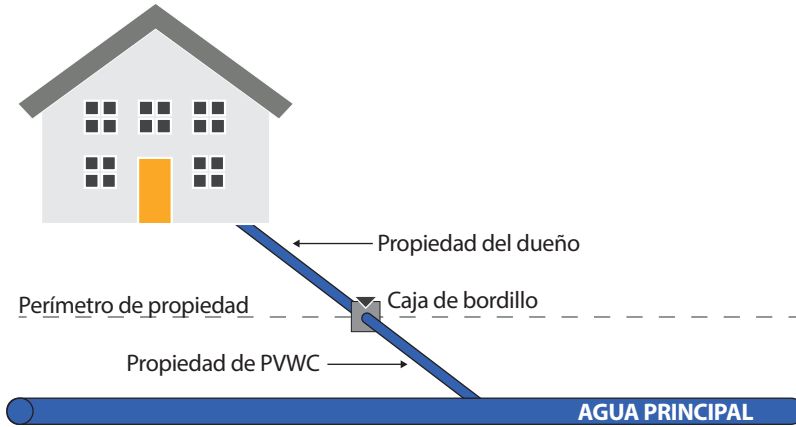 Propiedad del dueño
Caja de bordillo
Perímetro de propiedad
Propiedad de PVWC
AGUA PRINCIPAL